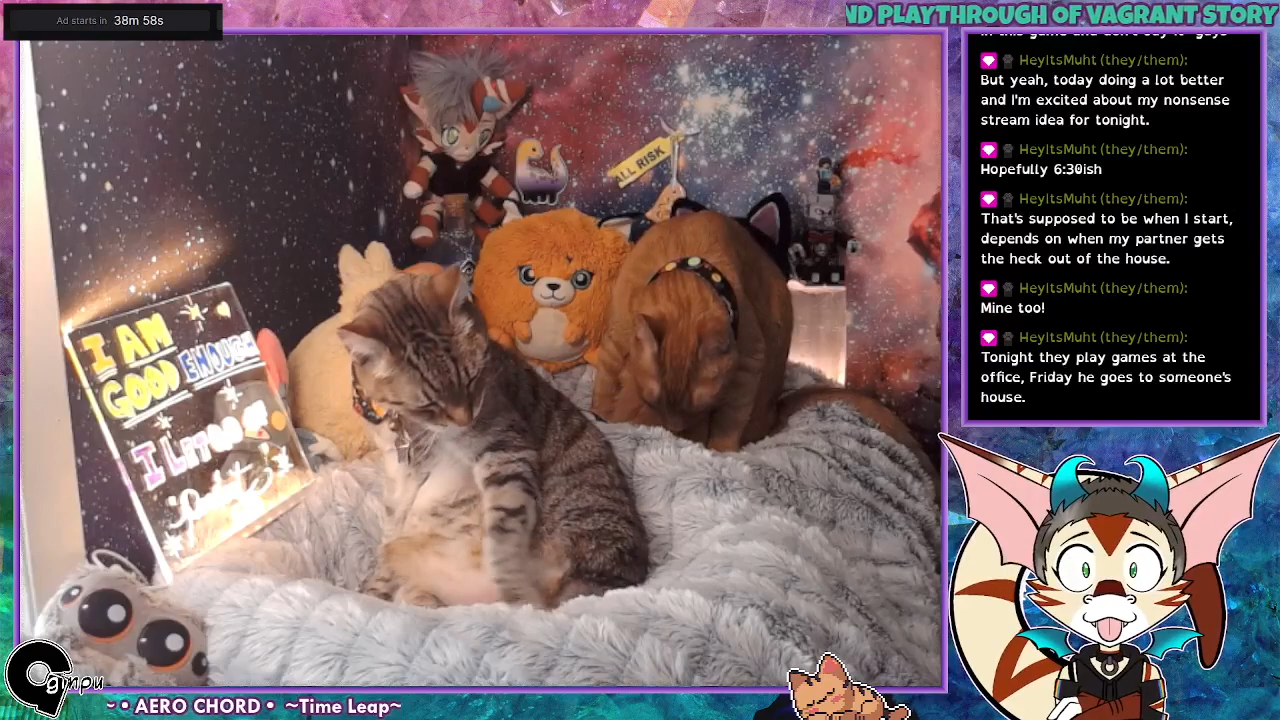 Ad starts in 38m 58s
ND PLAYTHROUGH OF VAGRANT STORY
HeyItsMuht (they/them):
But yeah, today doing a lot better
and I'm excited about my nonsense
stream idea for tonight.
HeyItsMuht (they/them):
Hopefully 6:30ish
HeyItsMuht (they/them):
That's supposed to be when I start,
depends on when my partner gets
the heck out of the house.
HeyItsMuht (they/them):
Mine too!
HeyItsMuht (they/them):
Tonight they play games at the
office, Friday he goes to someone's
house.
ALL RISK
I AM
GOOD ENOUGH
ginpu
~ • AERO CHORD • ~Time Leap~